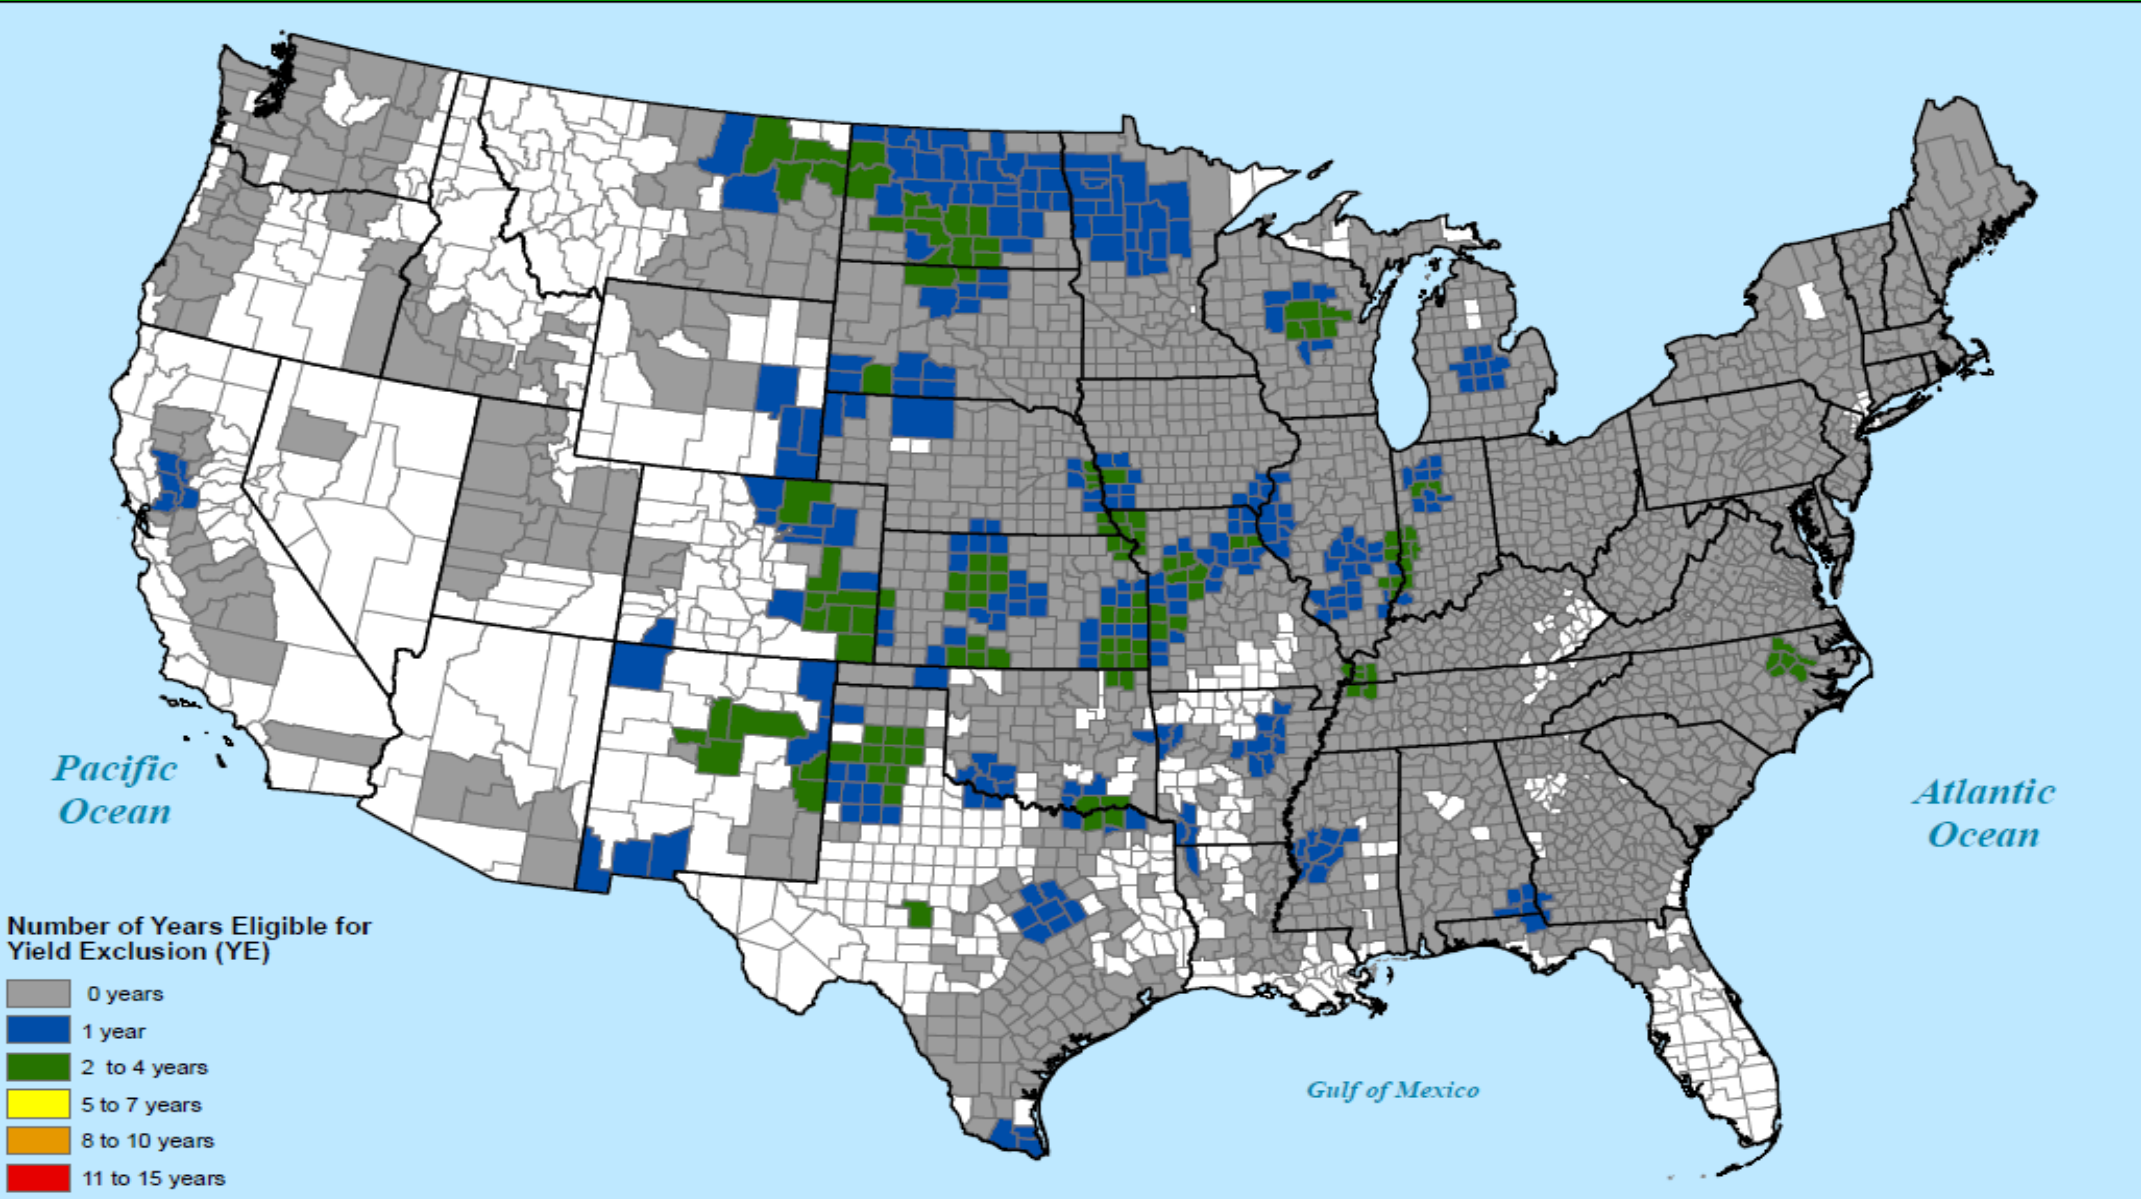 Pacific
Ocean
Atlantic
Ocean
Number of Years Eligible for
Yield Exclusion (YE)
0 years
1 year
2 to 4 years
5 to 7 years
8 to 10 years
11 to 15 years
Gulf of Mexico